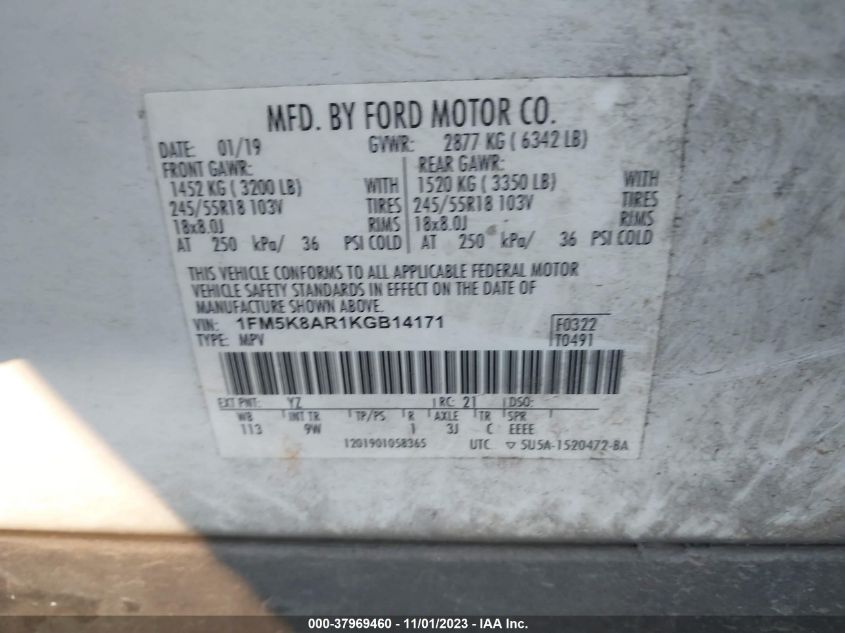 MFD. BY FORD MOTOR CO.
DATE: 01/19 GVWR: 2877 KG ( 6342 LB)
FRONT GAWR: REAR GAWR:
1452 KG ( 3200 LB) WITH 1520 KG ( 3350 LB) WITH
245/55R18 103V TIRES 245/55R18 103V TIRES
18x8.0J RIMS 18x8.0J RIMS
AT 250 kPa/ 36 PSI COLD AT 250 kPa/ 36 PSI COLD
THIS VEHICLE CONFORMS TO ALL APPLICABLE FEDERAL MOTOR
VEHICLE SAFETY STANDARDS IN EFFECT ON THE DATE OF
MANUFACTURE SHOWN ABOVE.
VIN: 1FM5K8AR1KGB14171 F0322
TYPE: MPV T0491
EXT PNT: YZ RC: 21 DSO:
WB INT TR TP/PS R AXLE TR SPR
113 9W 1 3J C EEEE
1201901058365 UTC ▽ 5U5A-1520472-BA
000-37969460 - 11/01/2023 - IAA Inc.